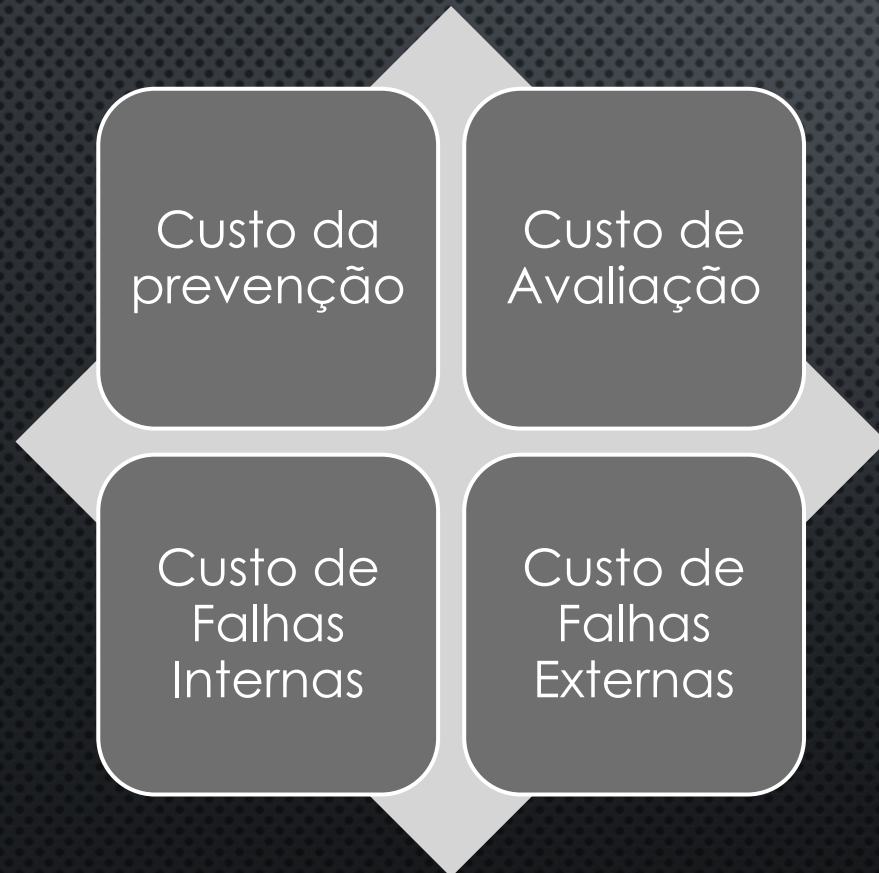 Custo da
prevenção
Custo de
Avaliação
Custo de
Falhas
Internas
Custo de
Falhas
Externas